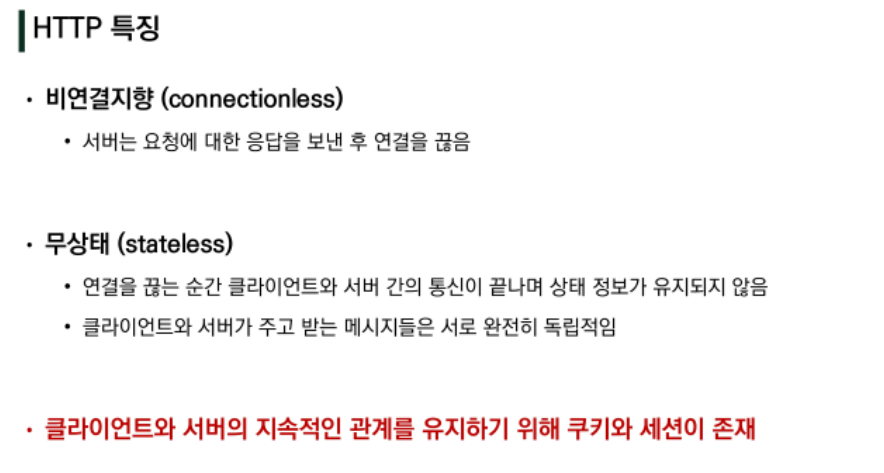 HTTP 특징
• 비연결지향 (connectionless)
• 서버는 요청에 대한 응답을 보낸 후 연결을 끊음
• 무상태 (stateless)
• 연결을 끊는 순간 클라이언트와 서버 간의 통신이 끝나며 상태 정보가 유지되지 않음
• 클라이언트와 서버가 주고 받는 메시지들은 서로 완전히 독립적임
• 클라이언트와 서버의 지속적인 관계를 유지하기 위해 쿠키와 세션이 존재